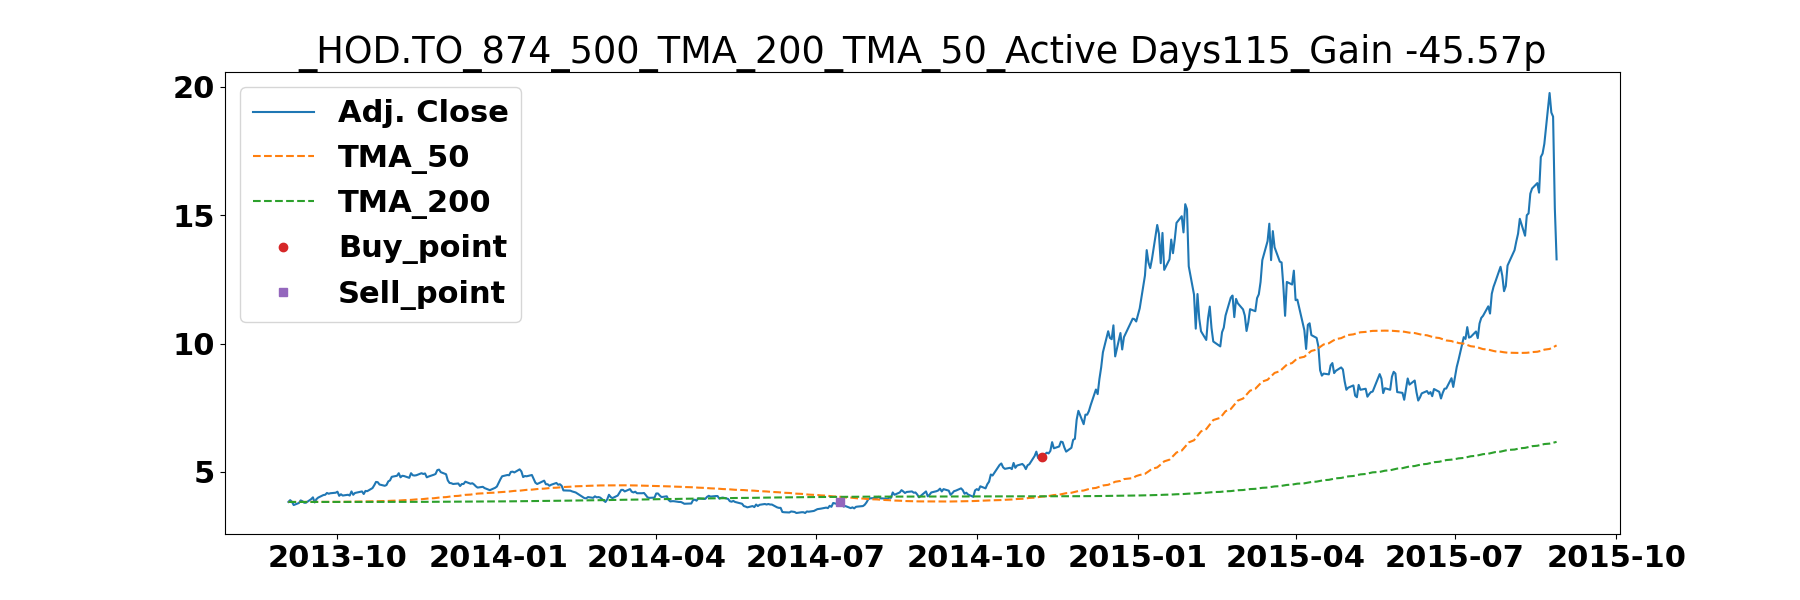 _HOD.TO_874_500_TMA_200_TMA_50_Active Days115_Gain -45.57p
20
15
10
5
Adj. Close
TMA_50
TMA_200
Buy_point
Sell_point
2013-10 2014-01 2014-04 2014-07 2014-10 2015-01 2015-04 2015-07 2015-10